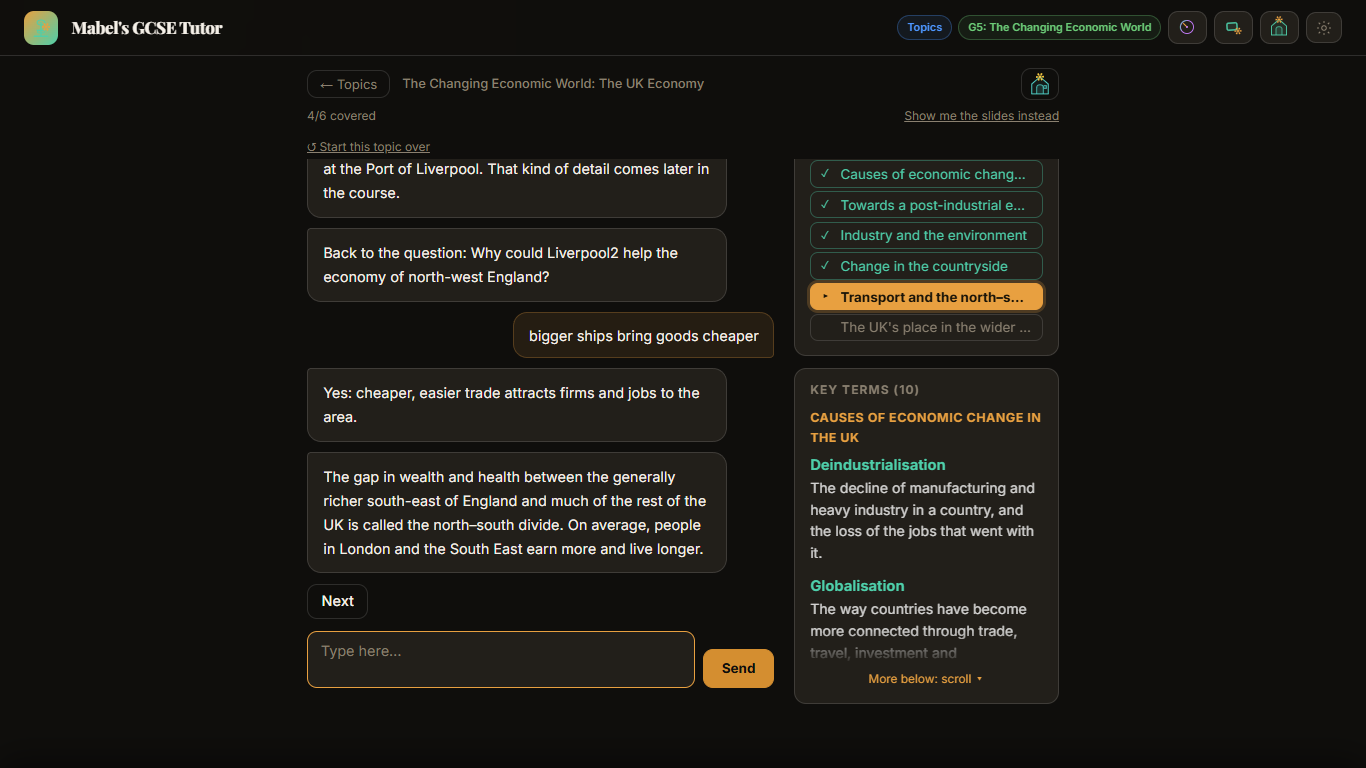 Mabel's GCSE Tutor
Topics
G5: The Changing Economic World
← Topics
The Changing Economic World: The UK Economy
4/6 covered
Show me the slides instead
↺ Start this topic over
at the Port of Liverpool. That kind of detail comes later in
the course.
Back to the question: Why could Liverpool2 help the
economy of north-west England?
bigger ships bring goods cheaper
Yes: cheaper, easier trade attracts firms and jobs to the
area.
The gap in wealth and health between the generally
richer south-east of England and much of the rest of the
UK is called the north–south divide. On average, people
in London and the South East earn more and live longer.
Next
Type here...
Send
✓ Causes of economic chang...
✓ Towards a post-industrial e...
✓ Industry and the environment
✓ Change in the countryside
▸ Transport and the north–s...
The UK's place in the wider ...
KEY TERMS (10)
CAUSES OF ECONOMIC CHANGE IN
THE UK
Deindustrialisation
The decline of manufacturing and
heavy industry in a country, and
the loss of the jobs that went with
it.
Globalisation
The way countries have become
more connected through trade,
travel, investment and
More below: scroll ▾